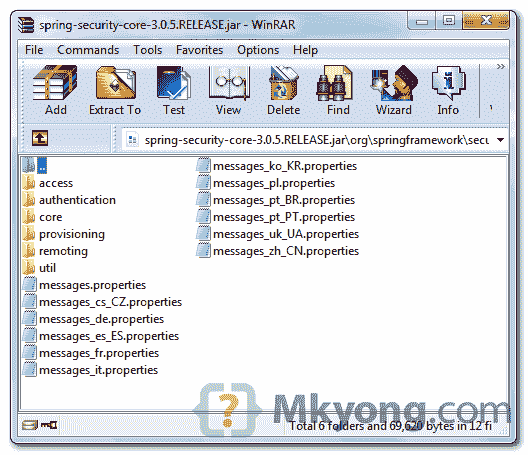 spring-security-core-3.0.5.RELEASE.jar - WinRAR
File Commands Tools Favorites Options Help
Add Extract To Test View Delete Find Wizard Info
spring-security-core-3.0.5.RELEASE.jar\org\springframework\secu
..
access
authentication
core
provisioning
remoting
util
messages.properties
messages_cs_CZ.properties
messages_de.properties
messages_es_ES.properties
messages_fr.properties
messages_it.properties
messages_ko_KR.properties
messages_pl.properties
messages_pt_BR.properties
messages_pt_PT.properties
messages_uk_UA.properties
messages_zh_CN.properties
{?} Mkyong.com
Total 6 folders and 69,620 bytes in 12 fi